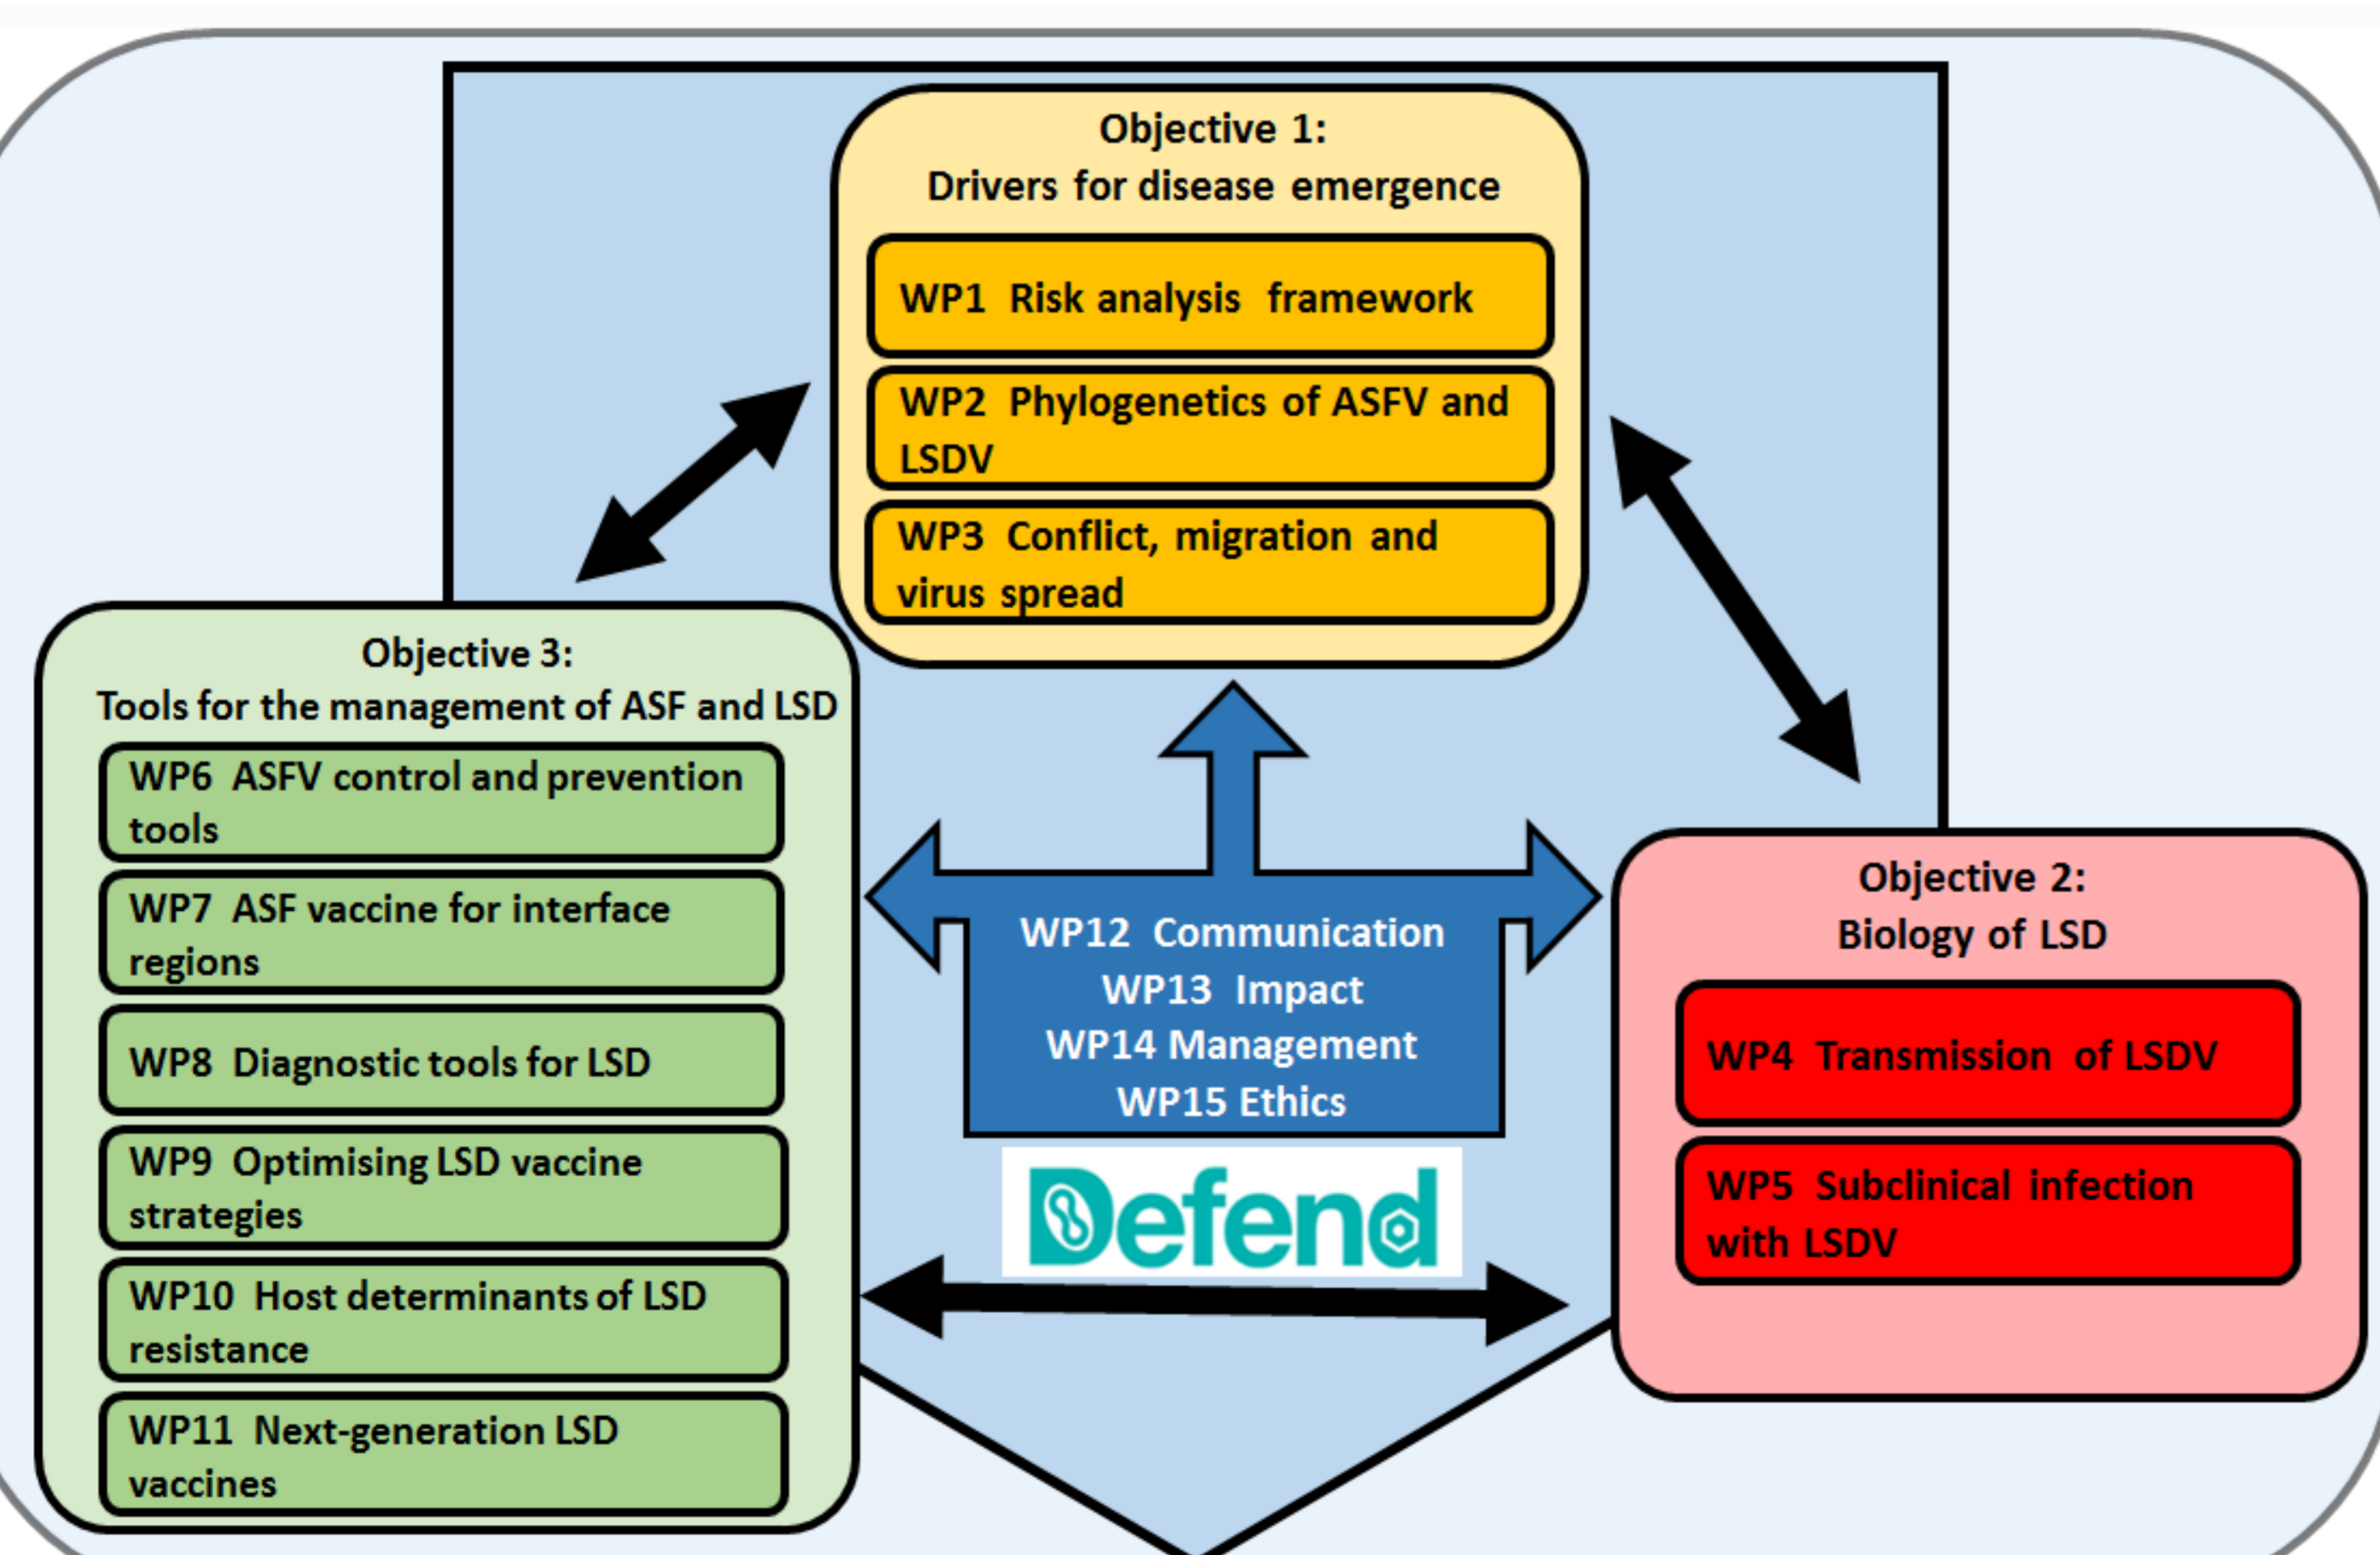 Objective 1:
Drivers for disease emergence
WP1 Risk analysis framework
WP2 Phylogenetics of ASFV and
LSDV
WP3 Conflict, migration and
virus spread
Objective 3:
Tools for the management of ASF and LSD
WP6 ASFV control and prevention
tools
WP7 ASF vaccine for interface
regions
WP8 Diagnostic tools for LSD
WP9 Optimising LSD vaccine
strategies
WP10 Host determinants of LSD
resistance
WP11 Next-generation LSD
vaccines
WP12 Communication
WP13 Impact
WP14 Management
WP15 Ethics
Defend
Objective 2:
Biology of LSD
WP4 Transmission of LSDV
WP5 Subclinical infection
with LSDV